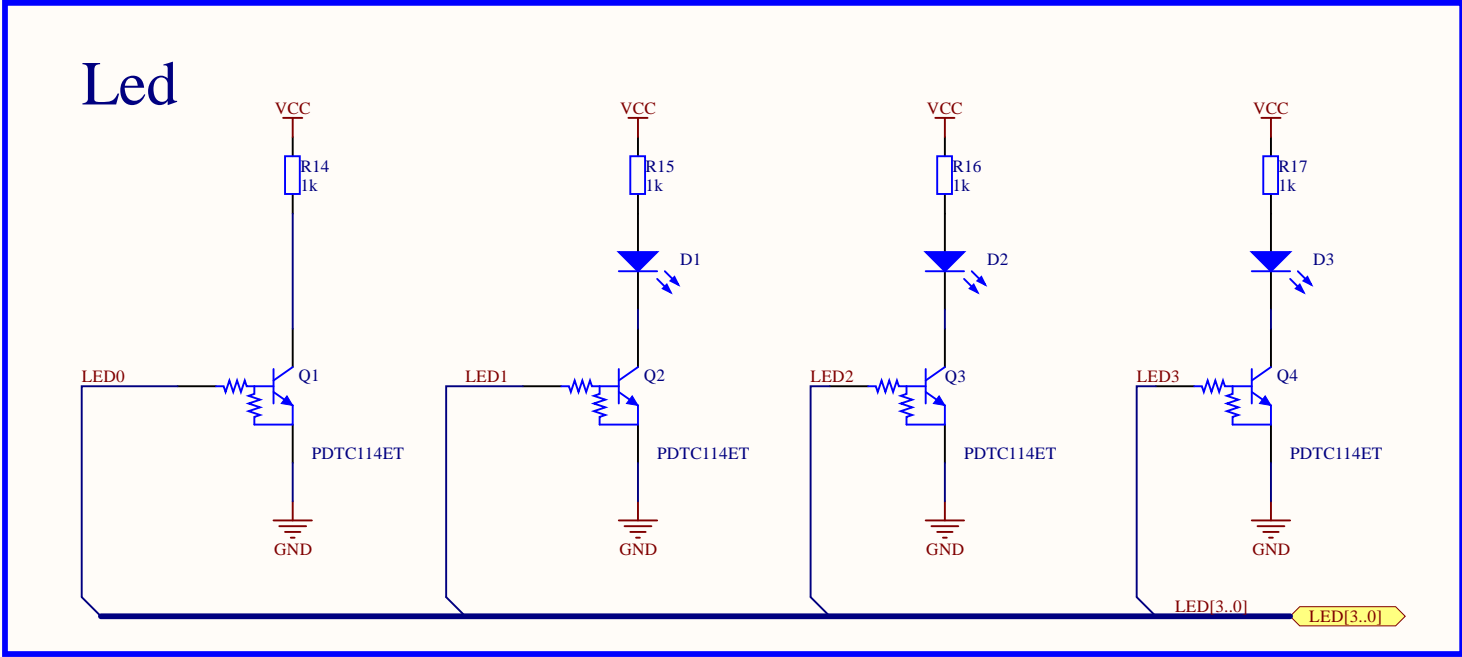 Led
VCC
VCC
VCC
VCC
R14
1k
R15
1k
R16
1k
R17
1k
D1
D2
D3
LED0
Q1
LED1
Q2
LED2
Q3
LED3
Q4
PDTC114ET
PDTC114ET
PDTC114ET
PDTC114ET
GND
GND
GND
GND
LED[3..0]
LED[3..0]